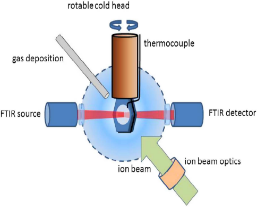 rotable cold head
thermocouple
gas deposition
FTIR source
FTIR detector
ion beam
ion beam optics